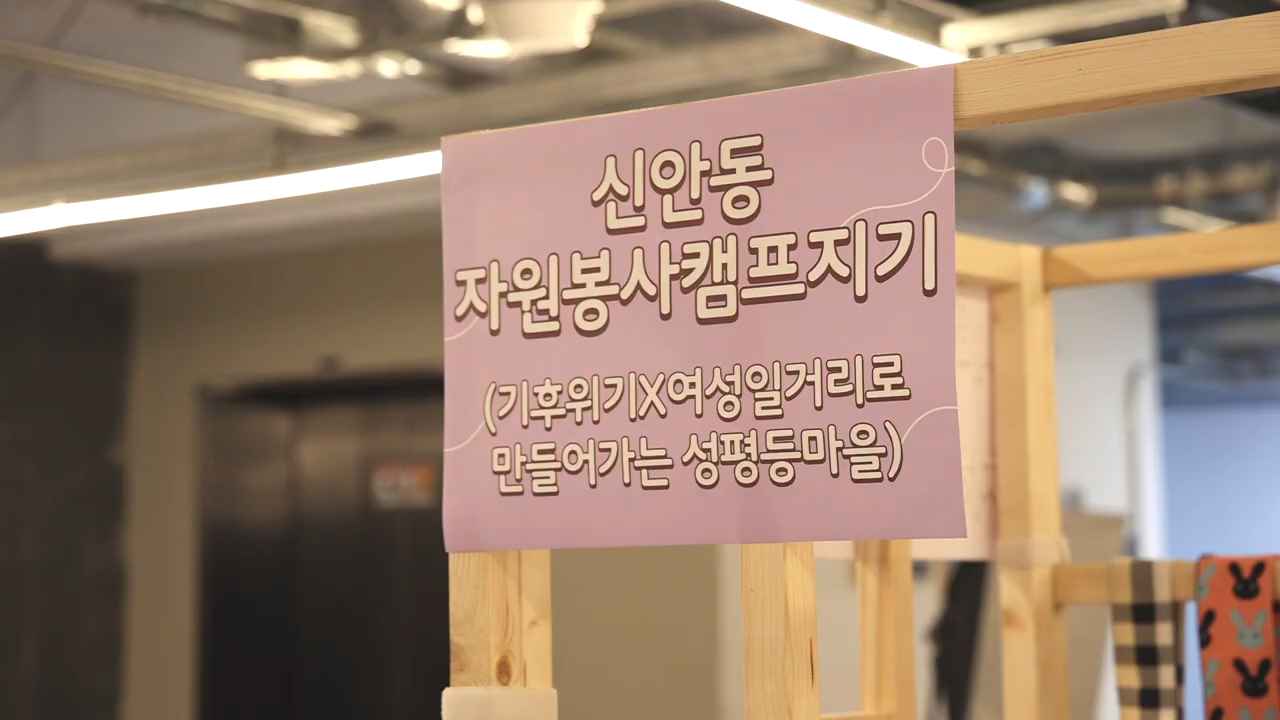 신안동
자원봉사캠프지기
(기후위기X여성일거리로
만들어가는 성평등마을)